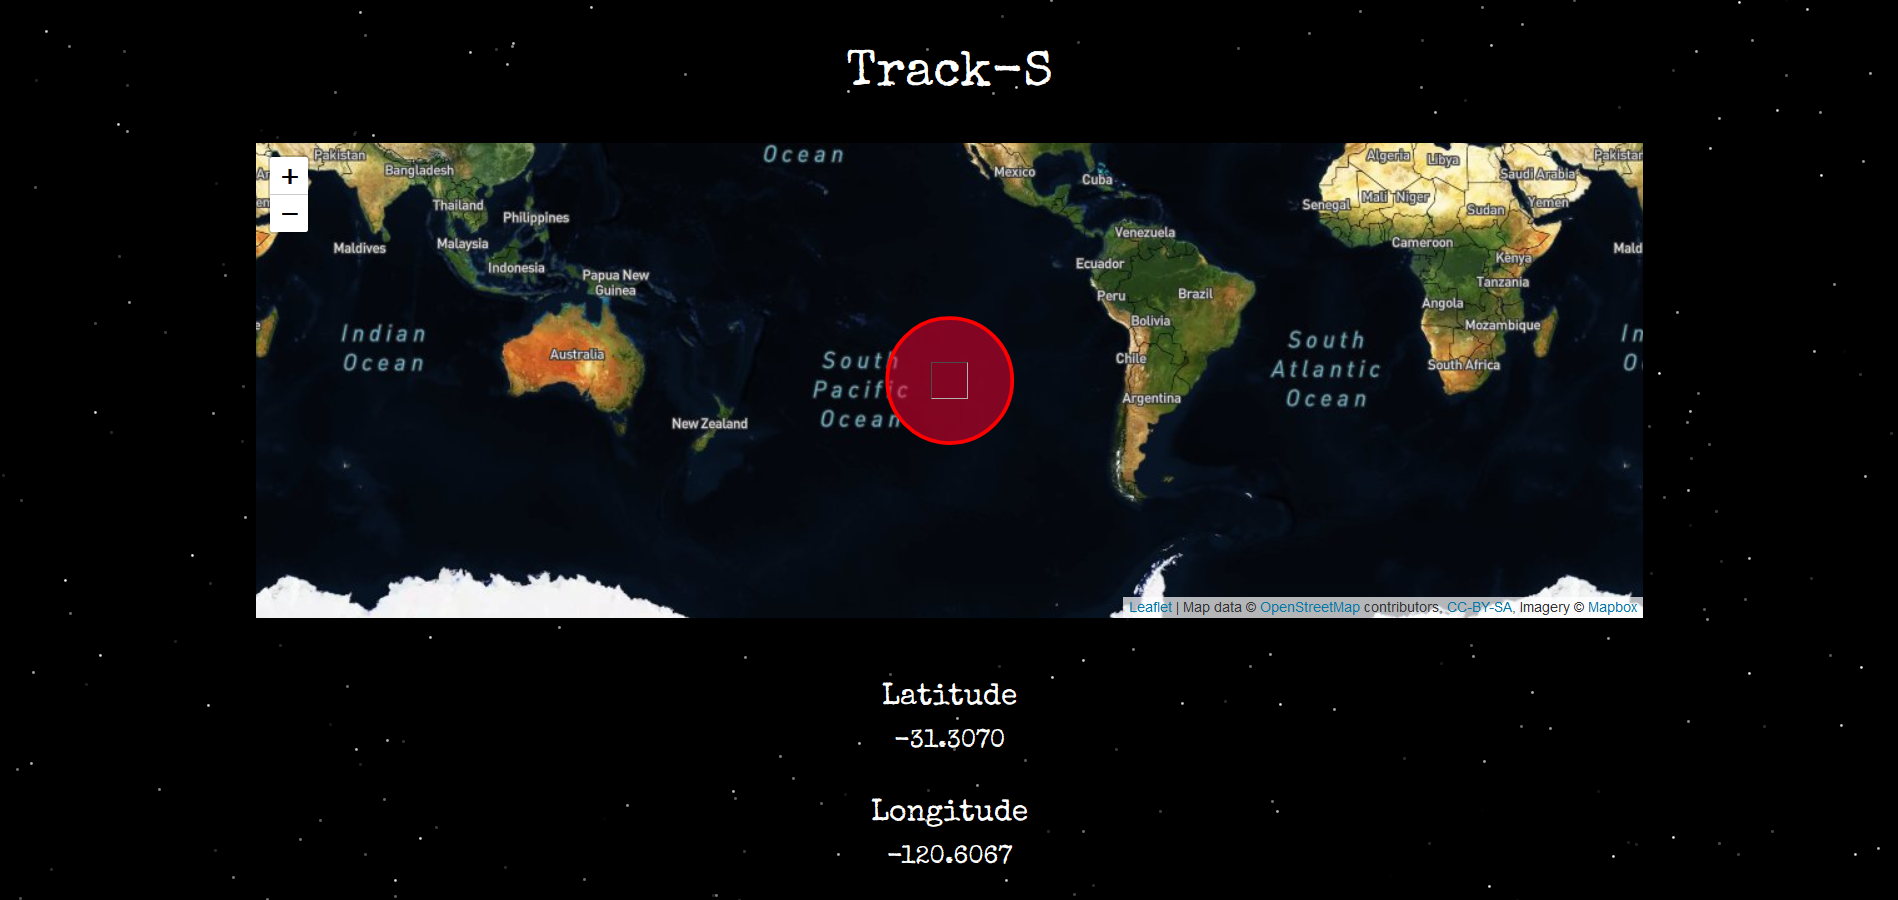 Track-S
+
−
Ocean
Pakistan
Bangladesh
Thailand
Philippines
Maldives
Malaysia
Indonesia
Papua New
Guinea
Indian
Ocean
Australia
New Zealand
South
Pacific
Ocean
Mexico
Cuba
Venezuela
Ecuador
Peru
Brazil
Bolivia
Chile
Argentina
South
Atlantic
Ocean
Algeria
Libya
Saudi Arabia
Pakistan
Senegal
Mali
Niger
Sudan
Yemen
Cameroon
Kenya
Tanzania
Angola
Mozambique
South Africa
Mald
In
O
Leaflet | Map data © OpenStreetMap contributors, CC-BY-SA, Imagery © Mapbox
Latitude
-31.3070
Longitude
-120.6067